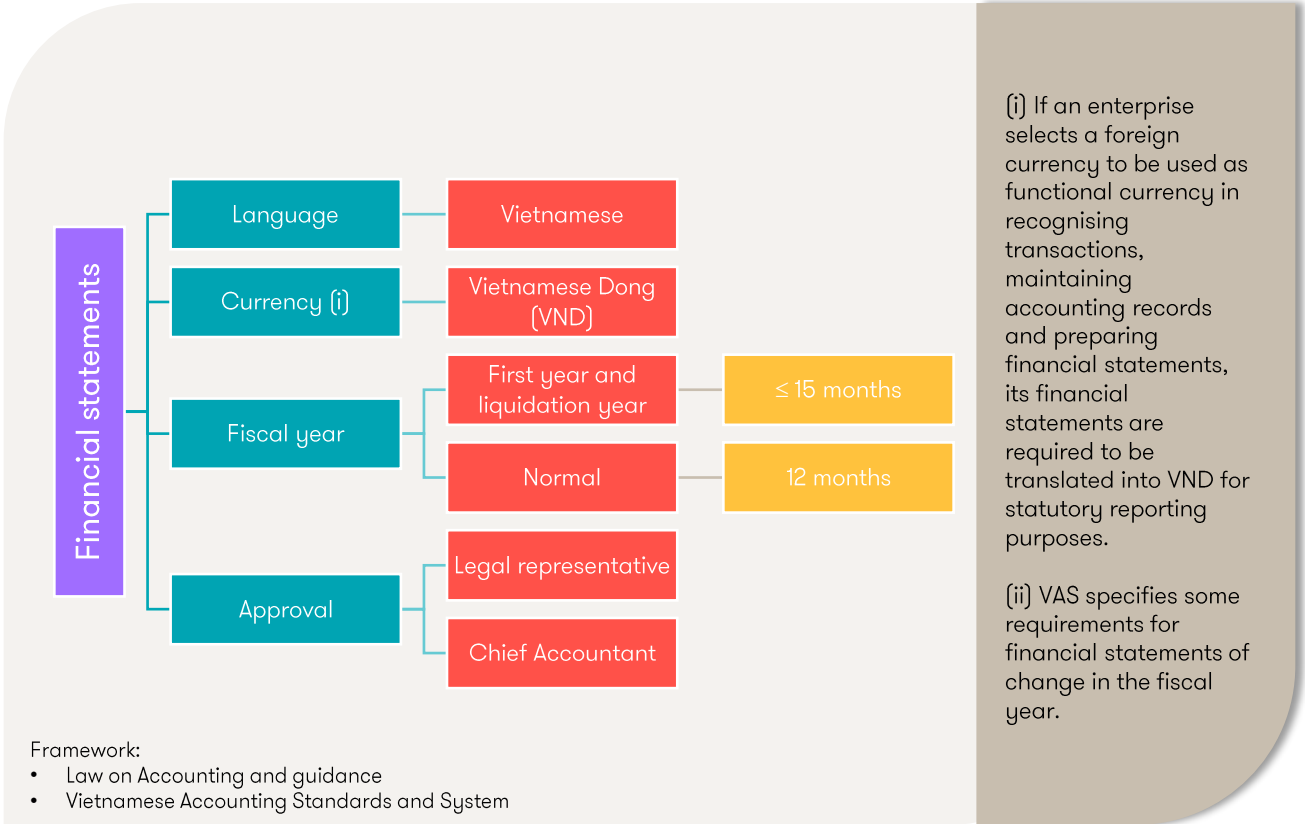 Financial statements
Language
Vietnamese
Currency (i)
Vietnamese Dong
(VND)
Fiscal year
First year and
liquidation year
≤ 15 months
Normal
12 months
Approval
Legal representative
Chief Accountant
Framework:
• Law on Accounting and guidance
• Vietnamese Accounting Standards and System
(i) If an enterprise
selects a foreign
currency to be used as
functional currency in
recognising
transactions,
maintaining
accounting records
and preparing
financial statements,
its financial
statements are
required to be
translated into VND for
statutory reporting
purposes.
(ii) VAS specifies some
requirements for
financial statements of
change in the fiscal
year.